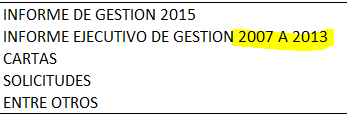 INFORME DE GESTION 2015
INFORME EJECUTIVO DE GESTION 2007 A 2013
CARTAS
SOLICITUDES
ENTRE OTROS